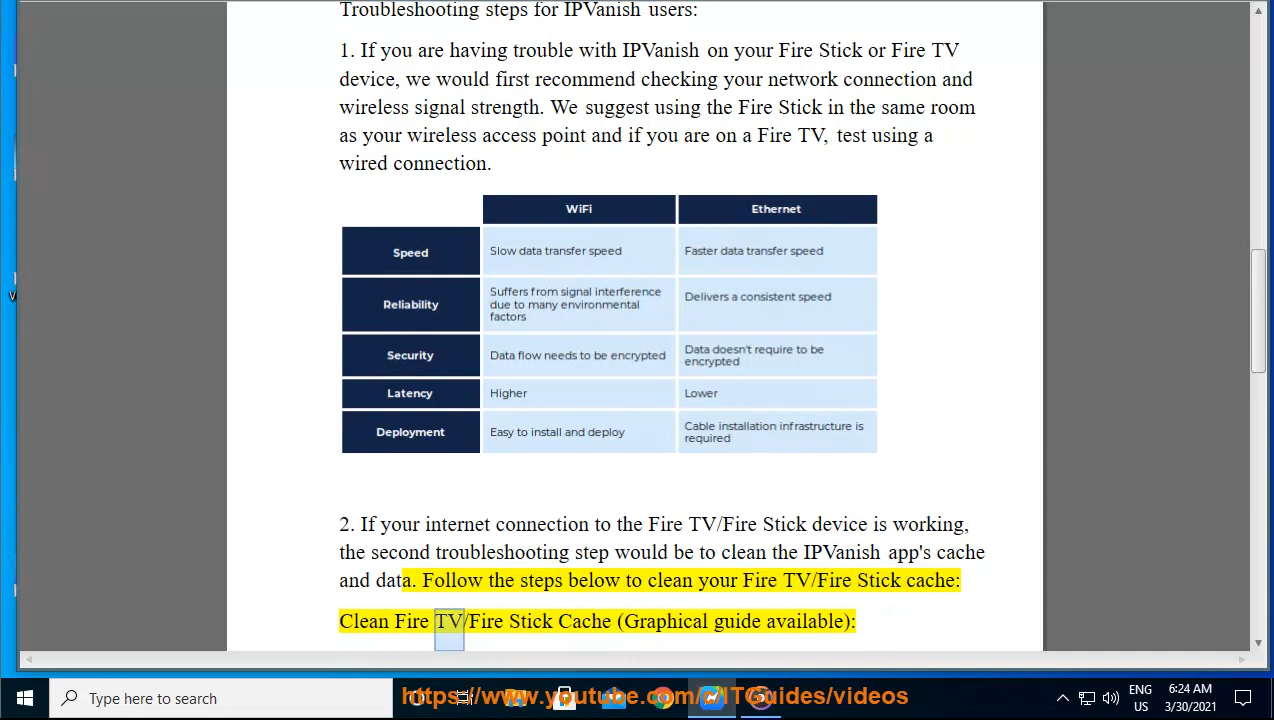 Troubleshooting steps for IPVanish users:
1. If you are having trouble with IPVanish on your Fire Stick or Fire TV
device, we would first recommend checking your network connection and
wireless signal strength. We suggest using the Fire Stick in the same room
as your wireless access point and if you are on a Fire TV, test using a
wired connection.
WiFi Ethernet
Speed Slow data transfer speed Faster data transfer speed
Reliability Suffers from signal interference
due to many environmental
factors Delivers a consistent speed
Security Data flow needs to be encrypted Data doesn't require to be
encrypted
Latency Higher Lower
Deployment Easy to install and deploy Cable installation infrastructure is
required
2. If your internet connection to the Fire TV/Fire Stick device is working,
the second troubleshooting step would be to clean the IPVanish app's cache
and data. Follow the steps below to clean your Fire TV/Fire Stick cache:
Clean Fire TV/Fire Stick Cache (Graphical guide available):
Type here to search
https://www.youtube.com/c/ITGuides/videos
ENG
US
6:24 AM
3/30/2021